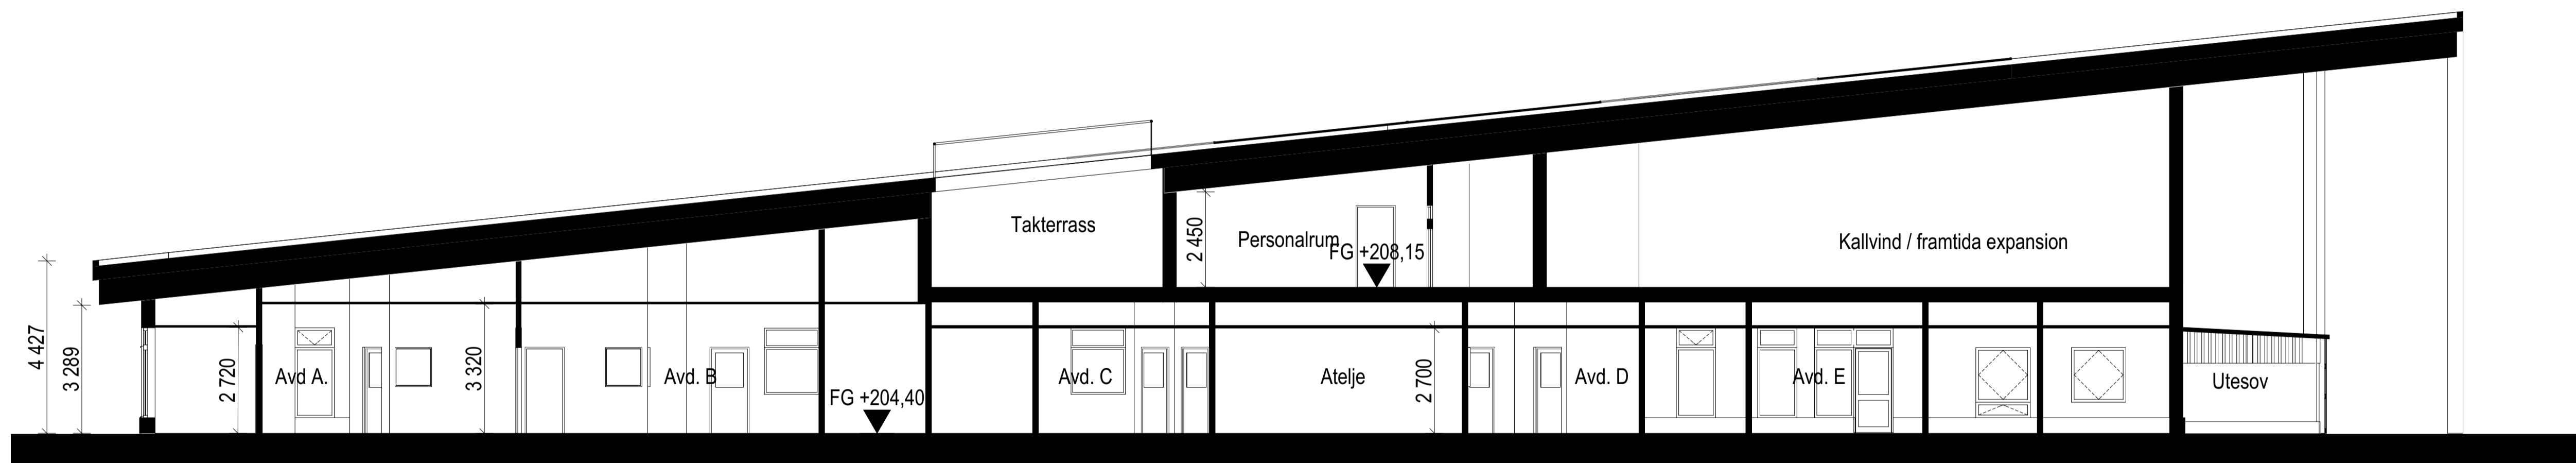 Takterrass
2 450
Personalrum
FG +208,15
Kallvind / framtida expansion
4 427
3 289
2 720
Avd A.
3 320
Avd. B
FG +204,40
Avd. C
Atelje
2 700
Avd. D
Avd. E
Utesov